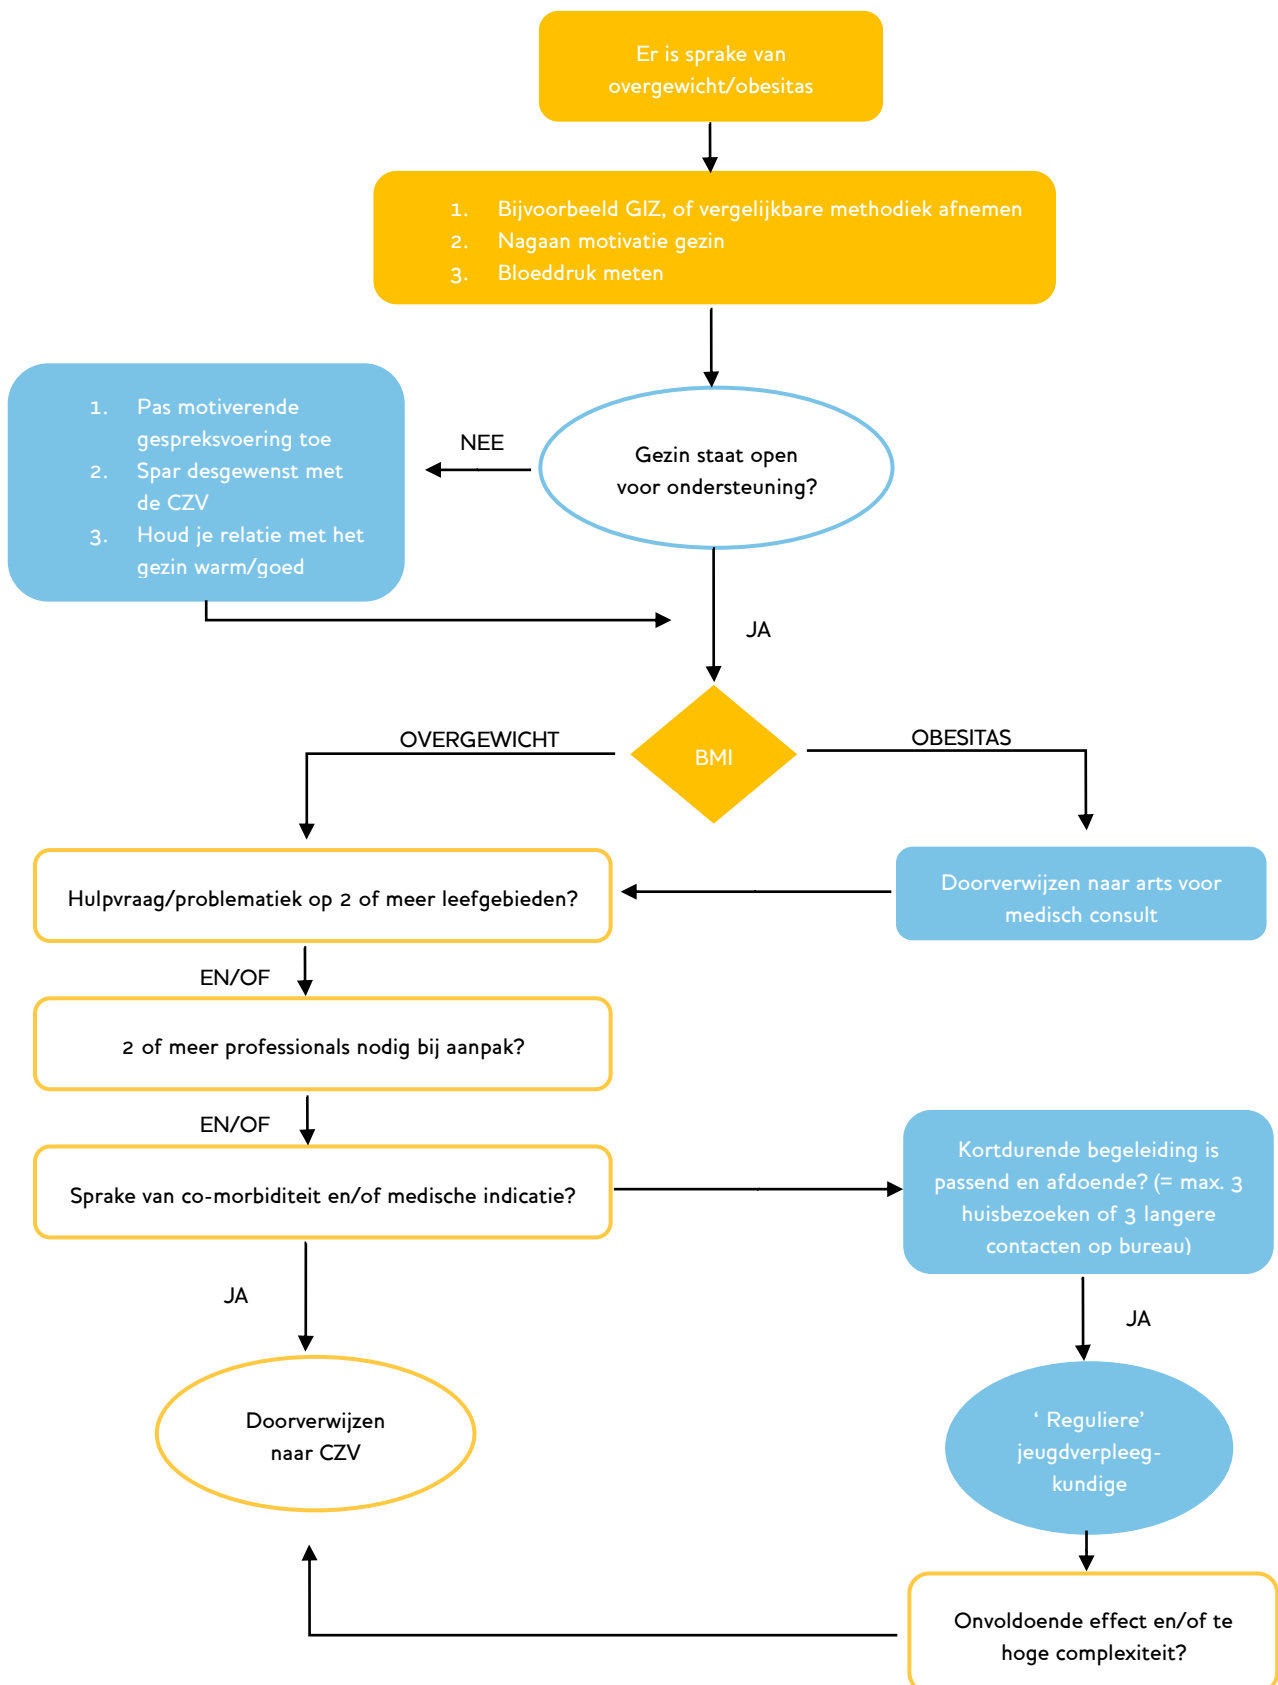 Er is sprake van
overgewicht/obesitas
1. Bijvoorbeeld GIZ, of vergelijkbare methodiek afnemen
2. Nagaan motivatie gezin
3. Bloeddruk meten
1. Pas motiverende
gespreksvoering toe
2. Spar desgewenst met
de CZV
3. Houd je relatie met het
gezin warm/goed
NEE
Gezin staat open
voor ondersteuning?
JA
BMI
OVERGEWICHT
OBESITAS
Hulpvraag/problematiek op 2 of meer leefgebieden?
Doorverwijzen naar arts voor
medisch consult
EN/OF
2 of meer professionals nodig bij aanpak?
EN/OF
Sprake van co-morbiditeit en/of medische indicatie?
Kortdurende begeleiding is
passend en afdoende? (= max. 3
huisbezoeken of 3 langere
contacten op bureau)
JA
JA
Doorverwijzen
naar CZV
‘ Reguliere’
jeugdverpleeg-
kundige
Onvoldoende effect en/of te
hoge complexiteit?